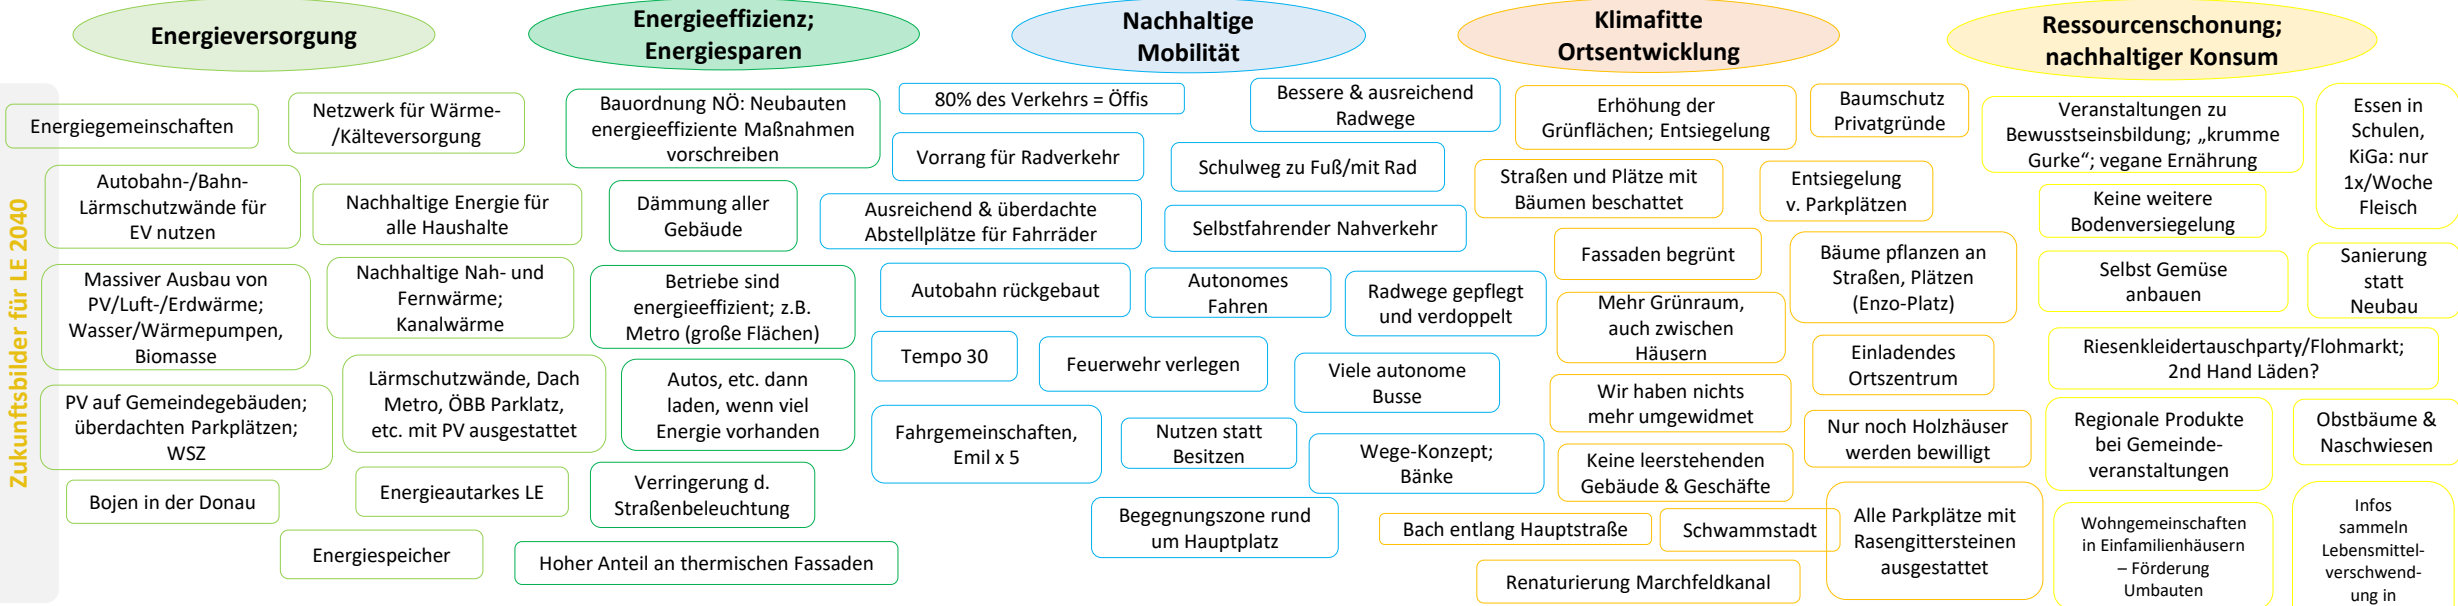 Energieversorgung
Energieeffizienz;
Energiesparen
Nachhaltige
Mobilität
Klimafitte
Ortsentwicklung
Ressourcenschonung;
nachhaltiger Konsum
Zukunftsbilder für LE 2040
Energiegemeinschaften
Netzwerk für Wärme-
/Kälteversorgung
Autobahn-/Bahn-
Lärmschutzwände für
EV nutzen
Nachhaltige Energie für
alle Haushalte
Massiver Ausbau von
PV/Luft-/Erdwärme;
Wasser/Wärmepumpen,
Biomasse
Nachhaltige Nah- und
Fernwärme;
Kanalwärme
PV auf Gemeindegebäuden;
überdachten Parkplätzen;
WSZ
Lärmschutzwände, Dach
Metro, ÖBB Parklatz,
etc. mit PV ausgestattet
Bojen in der Donau
Energieautarkes LE
Energiespeicher
Bauordnung NÖ: Neubauten
energieeffiziente Maßnahmen
vorschreiben
Dämmung aller
Gebäude
Betriebe sind
energieeffizient; z.B.
Metro (große Flächen)
Autos, etc. dann
laden, wenn viel
Energie vorhanden
Verringerung d.
Straßenbeleuchtung
Hoher Anteil an thermischen Fassaden
80% des Verkehrs = Öffis
Bessere & ausreichend
Radwege
Vorrang für Radverkehr
Schulweg zu Fuß/mit Rad
Ausreichend & überdachte
Abstellplätze für Fahrräder
Selbstfahrender Nahverkehr
Autobahn rückgebaut
Autonomes
Fahren
Radwege gepflegt
und verdoppelt
Tempo 30
Feuerwehr verlegen
Viele autonome
Busse
Fahrgemeinschaften,
Emil x 5
Nutzen statt
Besitzen
Wege-Konzept;
Bänke
Begegnungszone rund
um Hauptplatz
Erhöhung der
Grünflächen; Entsiegelung
Baumschutz
Privatgründe
Straßen und Plätze mit
Bäumen beschattet
Entsiegelung
v. Parkplätzen
Fassaden begrünt
Bäume pflanzen an
Straßen, Plätzen
(Enzo-Platz)
Mehr Grünraum,
auch zwischen
Häusern
Einladendes
Ortszentrum
Wir haben nichts
mehr umgewidmet
Nur noch Holzhäuser
werden bewilligt
Keine leerstehenden
Gebäude & Geschäfte
Bach entlang Hauptstraße
Schwammstadt
Alle Parkplätze mit
Rasengittersteinen
ausgestattet
Renaturierung Marchfeldkanal
Veranstaltungen zu
Bewusstseinsbildung; „krumme
Gurke“; vegane Ernährung
Essen in
Schulen,
KiGa: nur
1x/Woche
Fleisch
Keine weitere
Bodenversiegelung
Selbst Gemüse
anbauen
Sanierung
statt
Neubau
Riesenkleidertauschparty/Flohmarkt;
2nd Hand Läden?
Regionale Produkte
bei Gemeinde-
veranstaltungen
Obstbäume &
Naschwiesen
Wohngemeinschaften
in Einfamilienhäusern
– Förderung
Umbauten
Infos
sammeln
Lebensmittel-
verschwend-
ung in